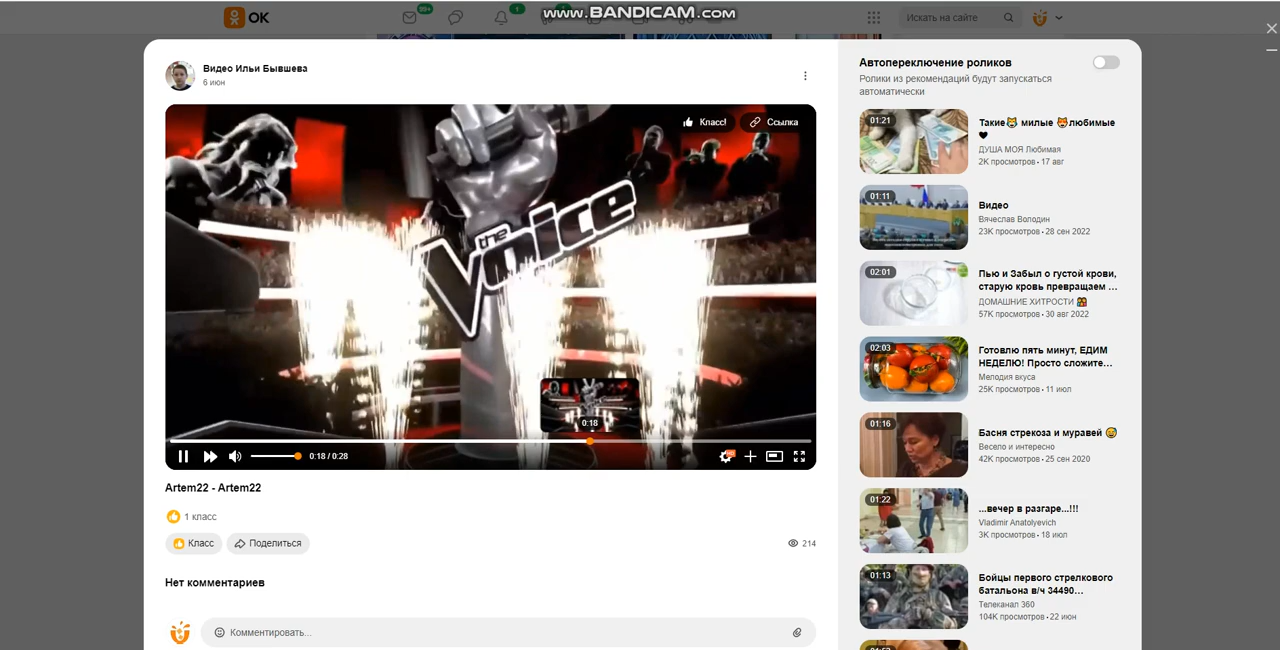 OK
99+
1
www.BANDICAM.com
Искать на сайте
Видео Ильи Бывшева
6 июн
Класс!
Ссылка
the Voice
0:18
0:18 / 0:28
HD
Artem22 - Artem22
1 класс
Класс
Поделиться
214
Нет комментариев
Комментировать...
Автопереключение роликов
Ролики из рекомендаций будут запускаться
автоматически
01:21
Такие😹 милые 😻любимые
♥
ДУША МОЯ Любимая
2K просмотров · 17 авг
01:11
Видео
Вячеслав Володин
23K просмотров · 28 сен 2022
02:01
Пью и Забыл о густой крови,
старую кровь превращаем ...
ДОМАШНИЕ ХИТРОСТИ
57K просмотров · 30 авг 2022
02:03
Готовлю пять минут, ЕДИМ
НЕДЕЛЮ! Просто сложите...
Мелодия вкуса
25K просмотров · 11 июл
01:16
Басня стрекоза и муравей 😅
Весело и интересно
42K просмотров · 25 сен 2020
01:22
...вечер в разгаре...!!!
Vladimir Anatolyevich
3K просмотров · 18 июл
01:13
Бойцы первого стрелкового
батальона в/ч 34490...
Телеканал 360
104K просмотров · 22 июн